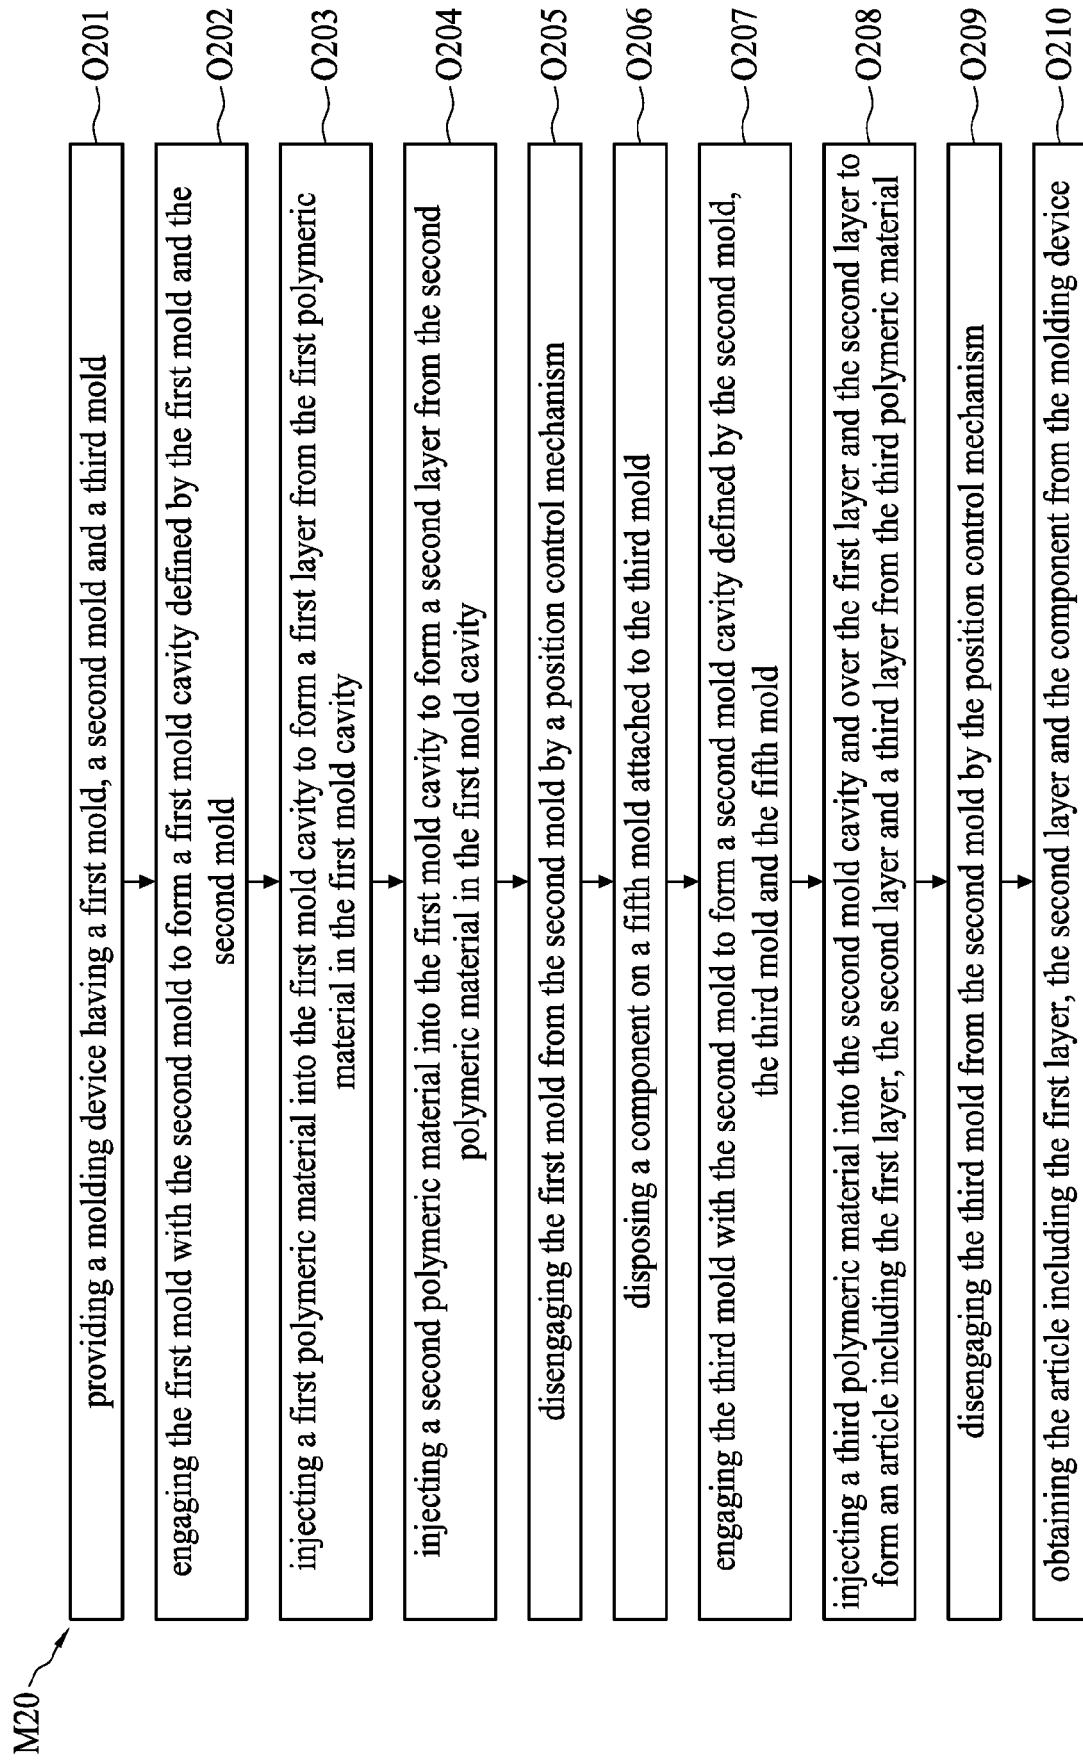 M20
providing a molding device having a first mold, a second mold and a third mold
O201
engaging the first mold with the second mold to form a first mold cavity defined by the first mold and the
second mold
O202
injecting a first polymeric material into the first mold cavity to form a first layer from the first polymeric
material in the first mold cavity
O203
injecting a second polymeric material into the first mold cavity to form a second layer from the second
polymeric material in the first mold cavity
O204
disengaging the first mold from the second mold by a position control mechanism
O205
disposing a component on a fifth mold attached to the third mold
O206
engaging the third mold with the second mold to form a second mold cavity defined by the second mold,
the third mold and the fifth mold
O207
injecting a third polymeric material into the second mold cavity and over the first layer and the second layer to
form an article including the first layer, the second layer and a third layer from the third polymeric material
O208
disengaging the third mold from the second mold by the position control mechanism
O209
obtaining the article including the first layer, the second layer and the component from the molding device
O210